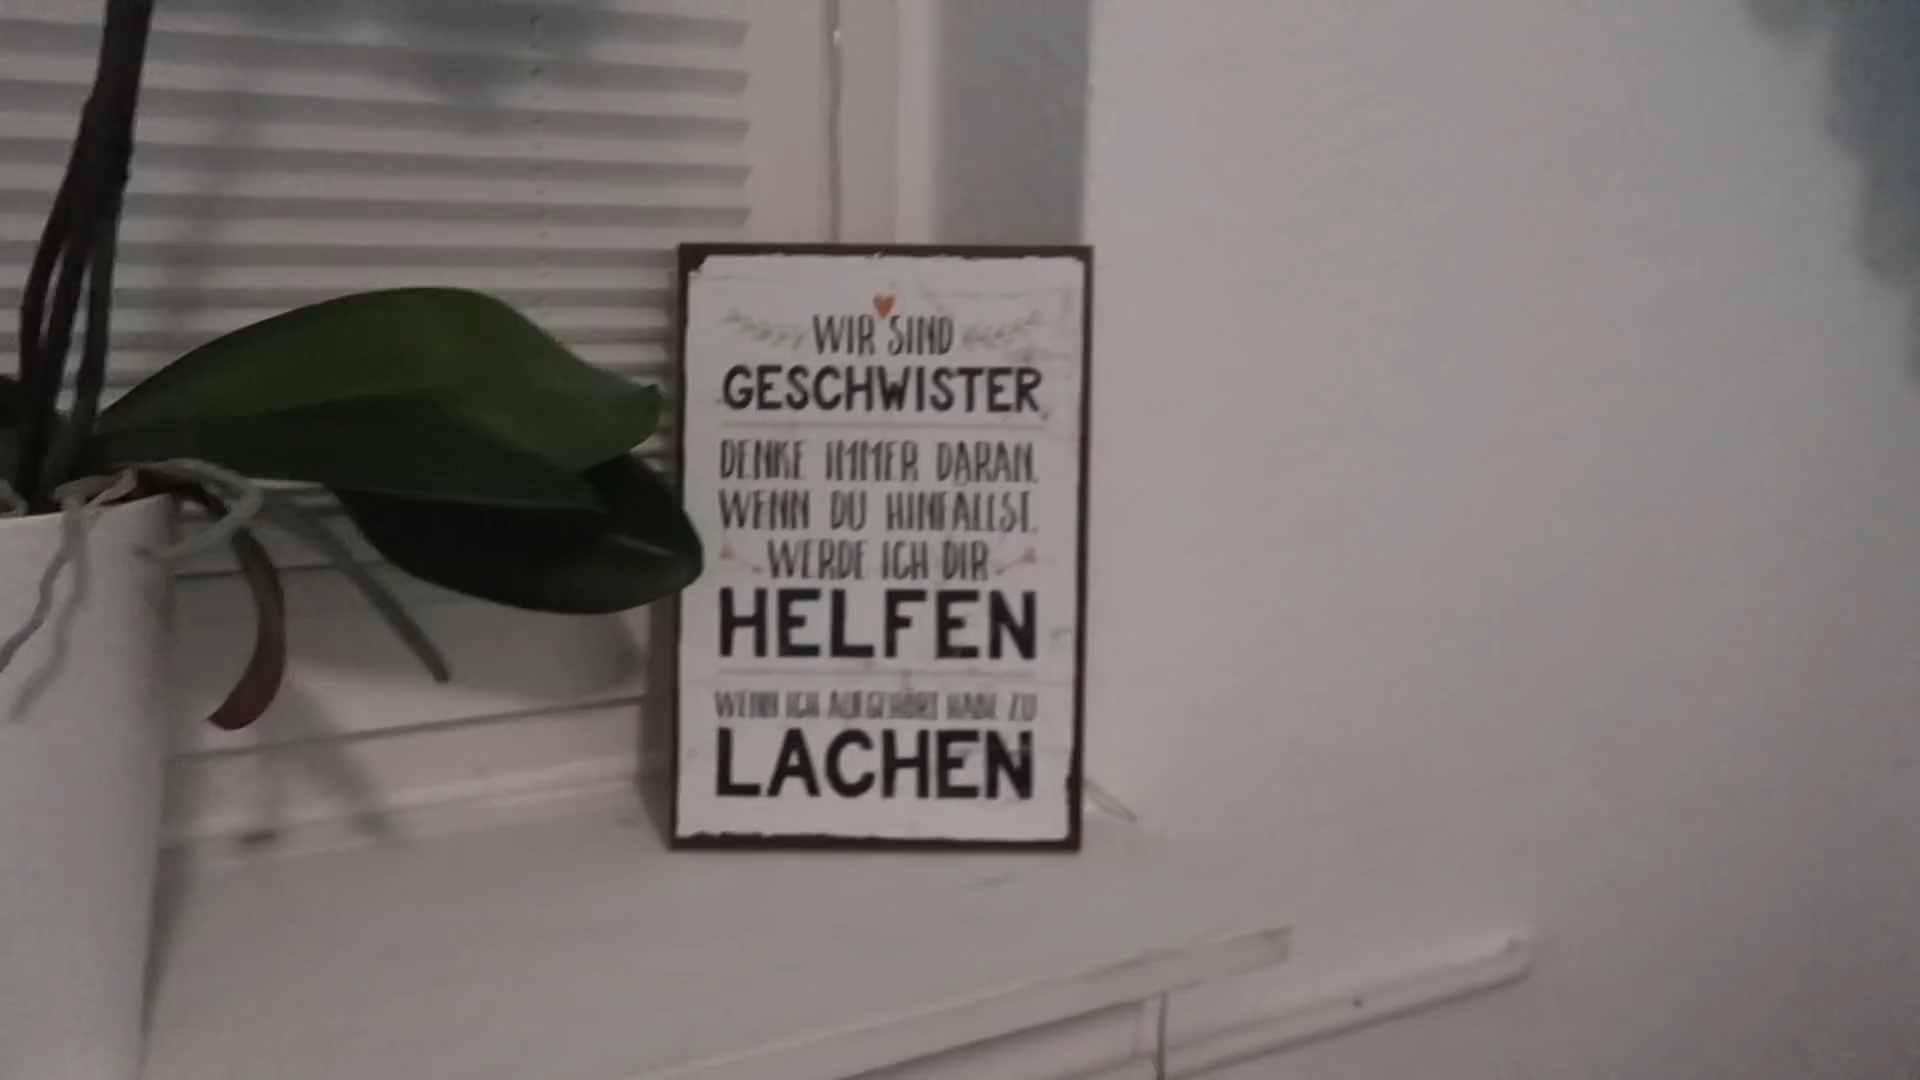 WIR SIND
GESCHWISTER
DENKE IMMER DARAN,
WENN DU HINFALLST,
WERDE ICH DIR
HELFEN
WENN ICH AUFGEHÖRT HABE ZU
LACHEN